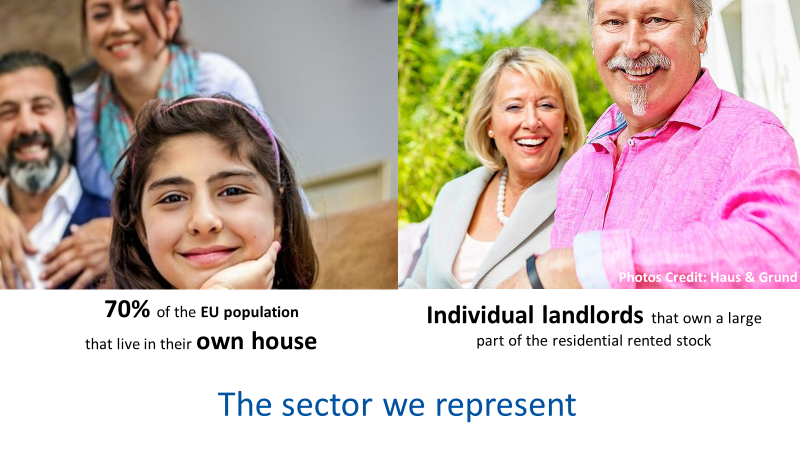 Photos Credit: Haus & Grund
70% of the EU population
that live in their own house
Individual landlords that own a large
part of the residential rented stock
The sector we represent